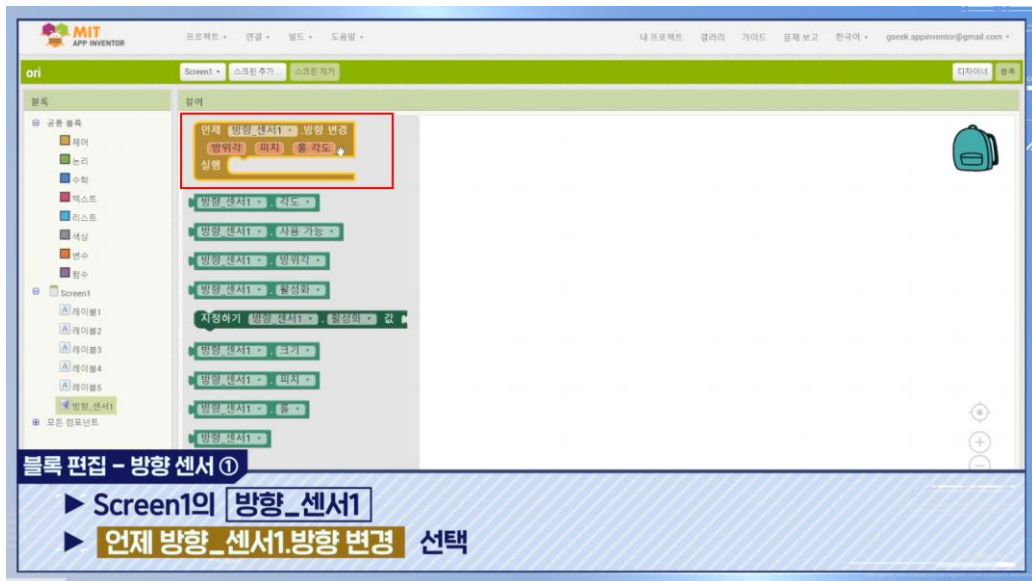 MIT
APP INVENTOR
프로젝트 연결 빌드 도움말 내 프로젝트 갤러리 가이드 문제 보고 한국어 gseek.appinventor@gmail.com
ori Screen1 스크린 추가 ... 스크린 제거 디자이너 블록
블록 뷰어
공통 블록
제어
논리
수학
텍스트
리스트
색상
변수
함수
Screen1
레이블1
레이블2
레이블3
레이블4
레이블5
방향_센서1
모든 컴포넌트
언제 방향_센서1 .방향 변경
방위각 피치 롤 각도
실행
방향_센서1 . 각도
방향_센서1 . 사용 가능
방향_센서1 . 방위각
방향_센서1 . 활성화
지정하기 방향_센서1 . 활성화 값
방향_센서1 . 크기
방향_센서1 . 피치
방향_센서1 . 롤
방향_센서1
블록 편집 – 방향 센서 ①
▶ Screen1의 방향_센서1
▶ 언제 방향_센서1.방향 변경 선택